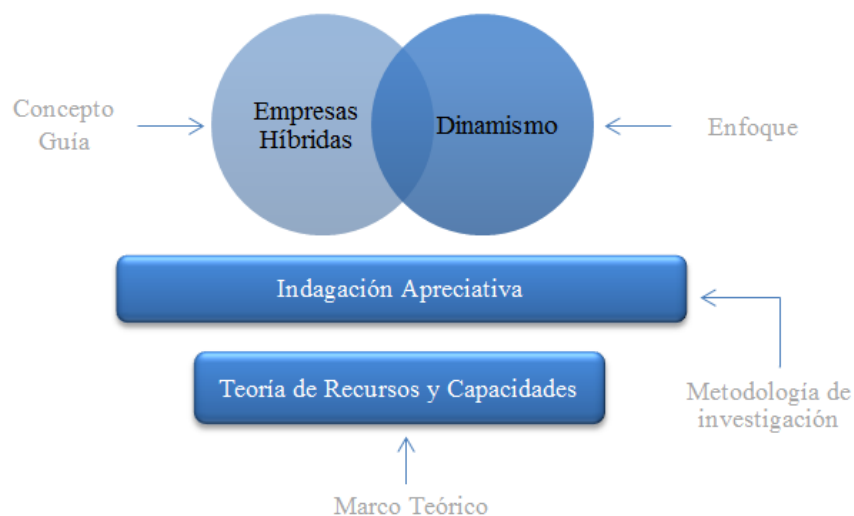 Concepto
Guía
Empresas
Híbridas
Dinamismo
Enfoque
Indagación Apreciativa
Teoría de Recursos y Capacidades
Metodología de
investigación
Marco Teórico